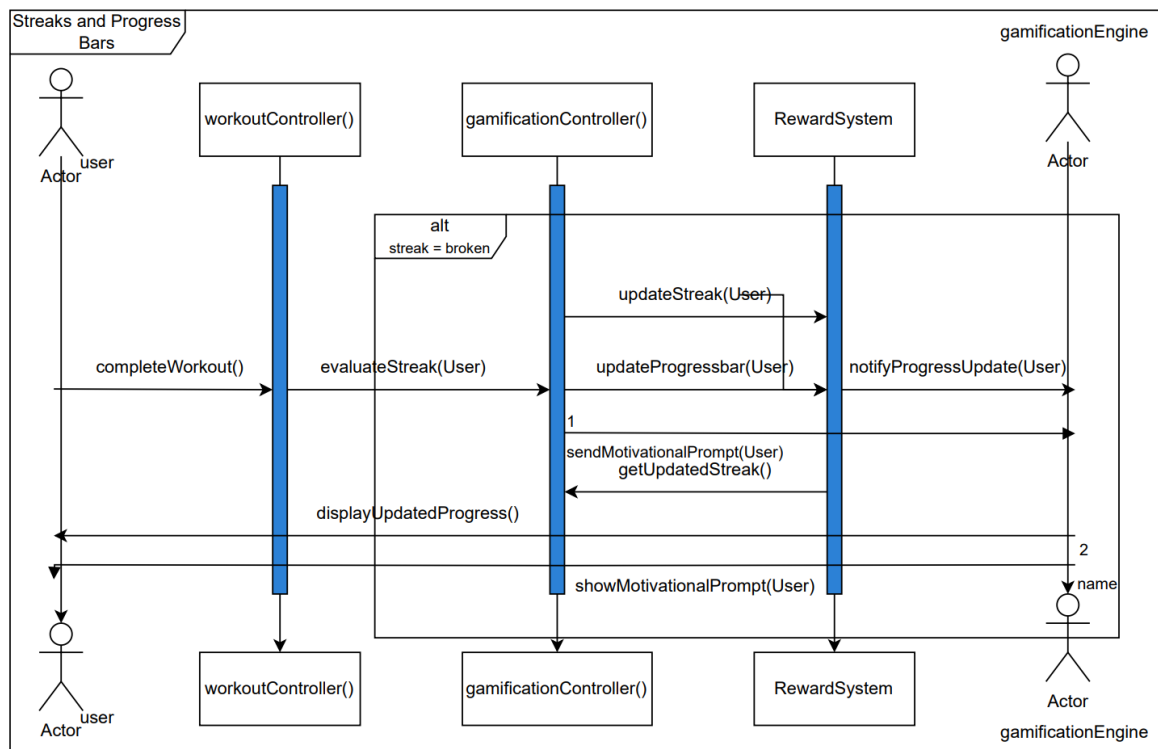 Streaks and Progress
Bars
gamificationEngine
workoutController()
gamificationController()
RewardSystem
user
Actor
Actor
alt
streak = broken
updateStreak(User)
completeWorkout()
evaluateStreak(User)
updateProgressbar(User)
notifyProgressUpdate(User)
1
sendMotivationalPrompt(User)
getUpdatedStreak()
displayUpdatedProgress()
2
showMotivationalPrompt(User)
name
workoutController()
gamificationController()
RewardSystem
user
Actor
Actor
gamificationEngine